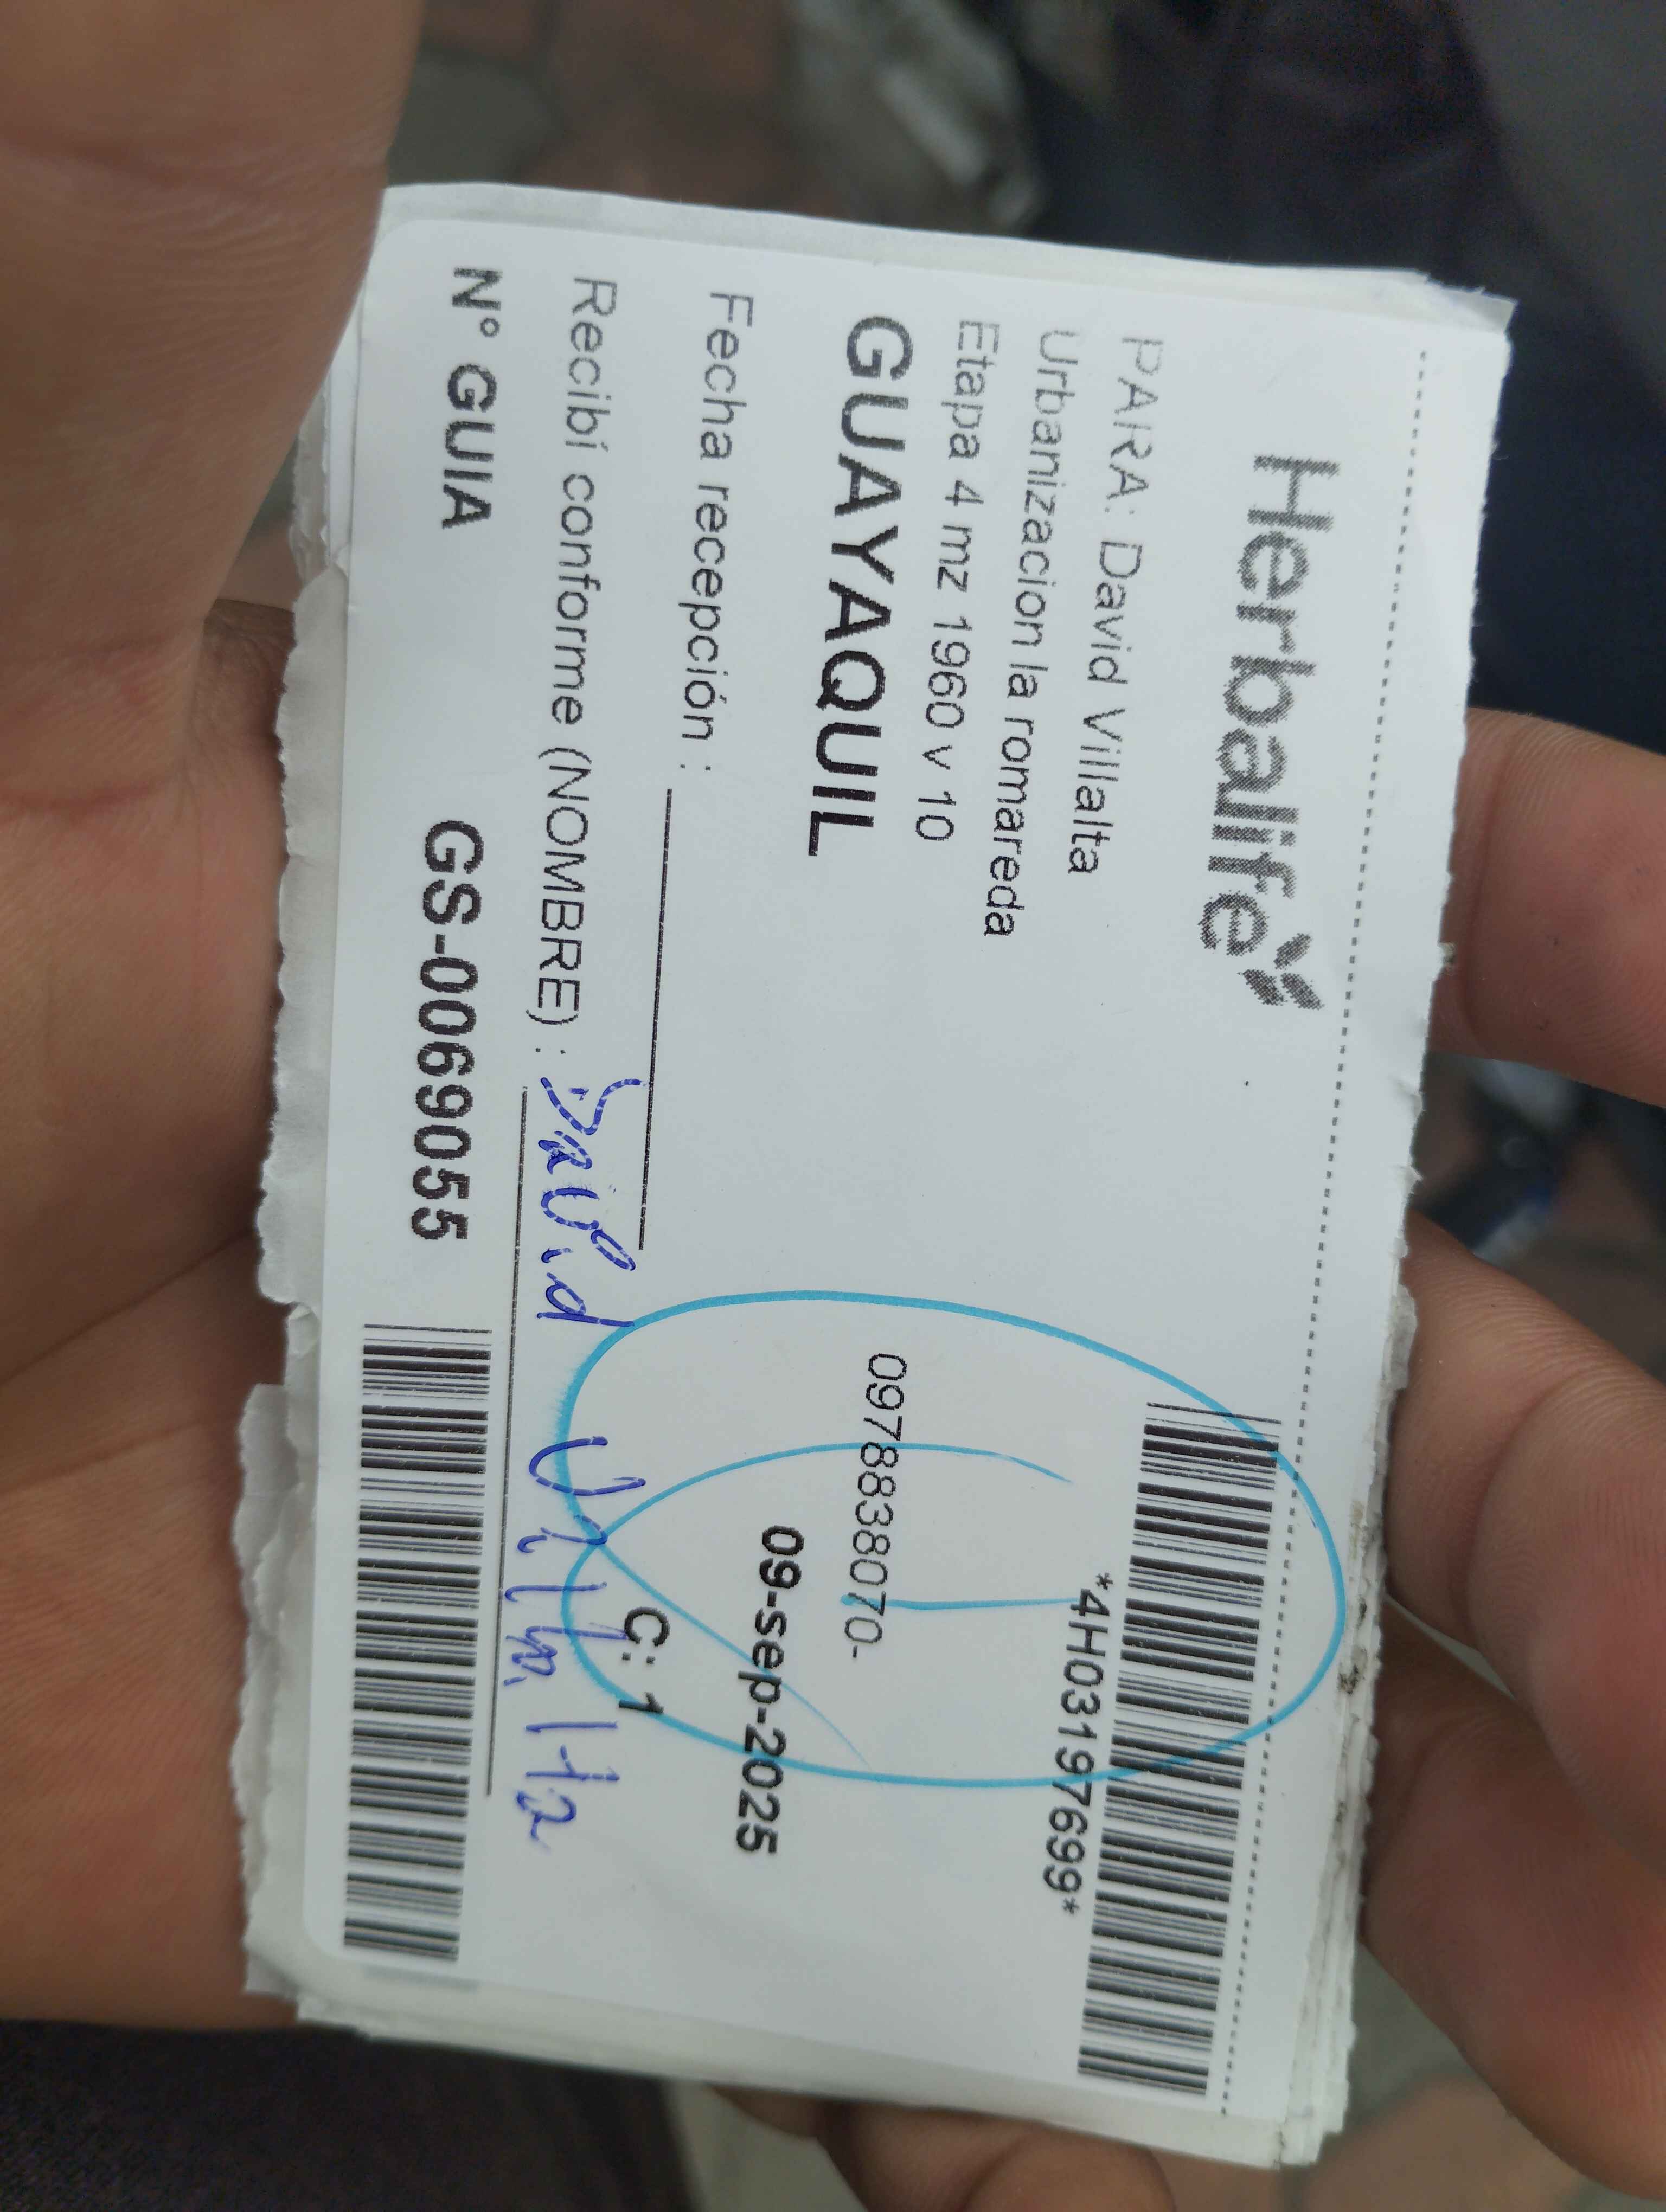 Herbalife
*4H03197699*
PARA: David Villalta
Urbanizacion la romareda
Etapa 4 mz 1960 v 10
0978838070-
GUAYAQUIL
09-sep-2025
Fecha recepción :
C: 1
Recibí conforme (NOMBRE) : David Villalta
N° GUIA GS-0069055